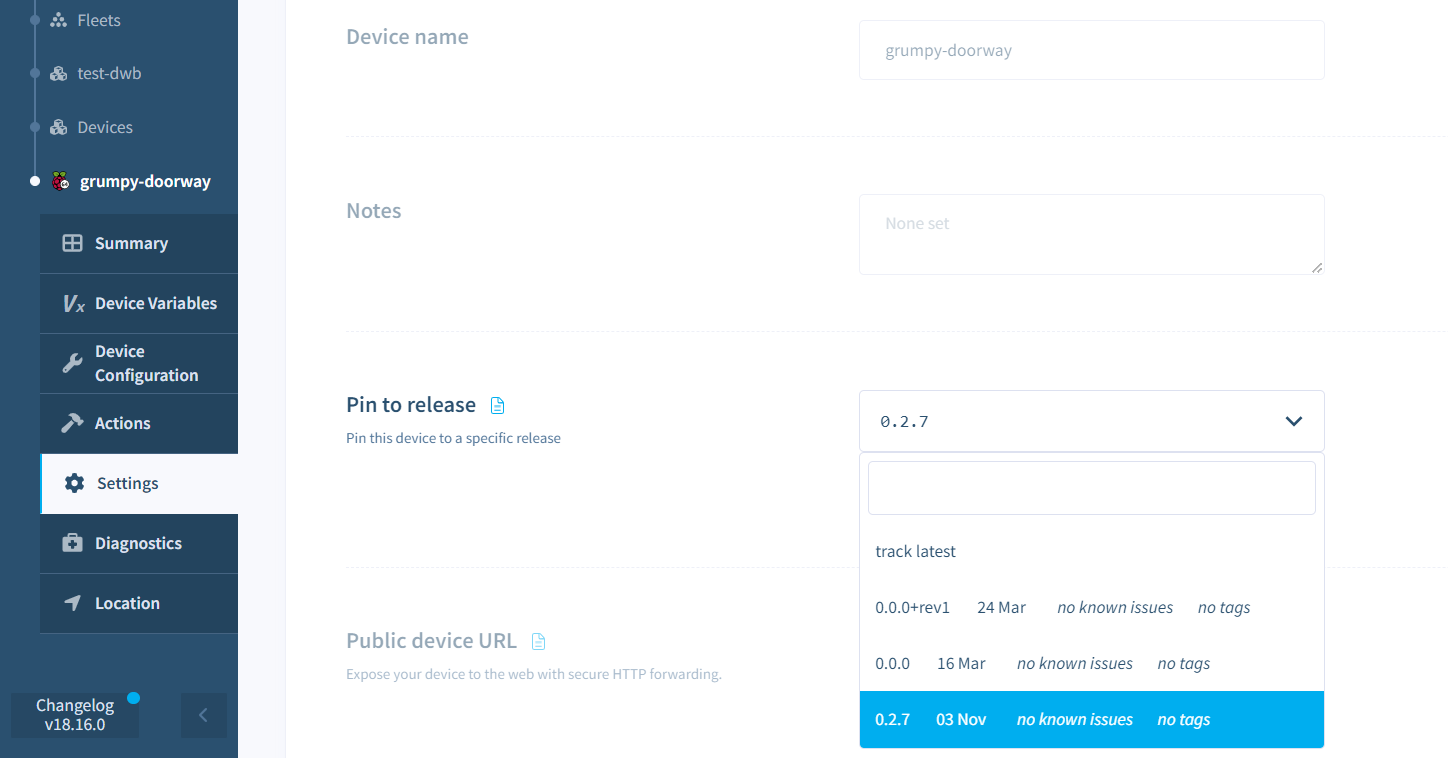 Fleets
test-dwb
Devices
grumpy-doorway
Summary
Vx Device Variables
Device
Configuration
Actions
Settings
Diagnostics
Location
Changelog
v18.16.0
Device name
grumpy-doorway
Notes
None set
Pin to release
Pin this device to a specific release
0.2.7
track latest
0.0.0+rev1 24 Mar no known issues no tags
0.0.0 16 Mar no known issues no tags
0.2.7 03 Nov no known issues no tags
Public device URL
Expose your device to the web with secure HTTP forwarding.